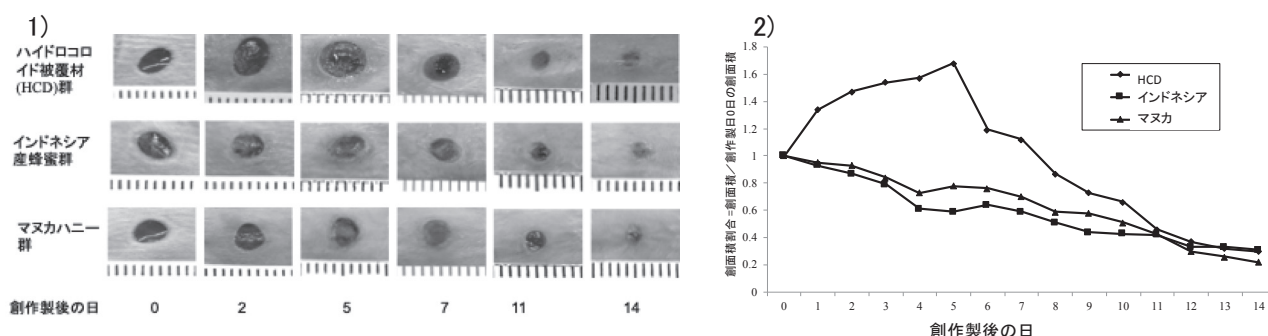 1)
ハイドロコロ
イド被覆材
(HCD)群
インドネシア
産蜂蜜群
マヌカハニー
群
創作製後の日 0 2 5 7 11 14
2)
創面積割合=創面積/創作製日0日の創面積
1.8
1.6
1.4
1.2
1
0.8
0.6
0.4
0.2
0
HCD
インドネシア
マヌカ
0 1 2 3 4 5 6 7 8 9 10 11 12 13 14
創作製後の日